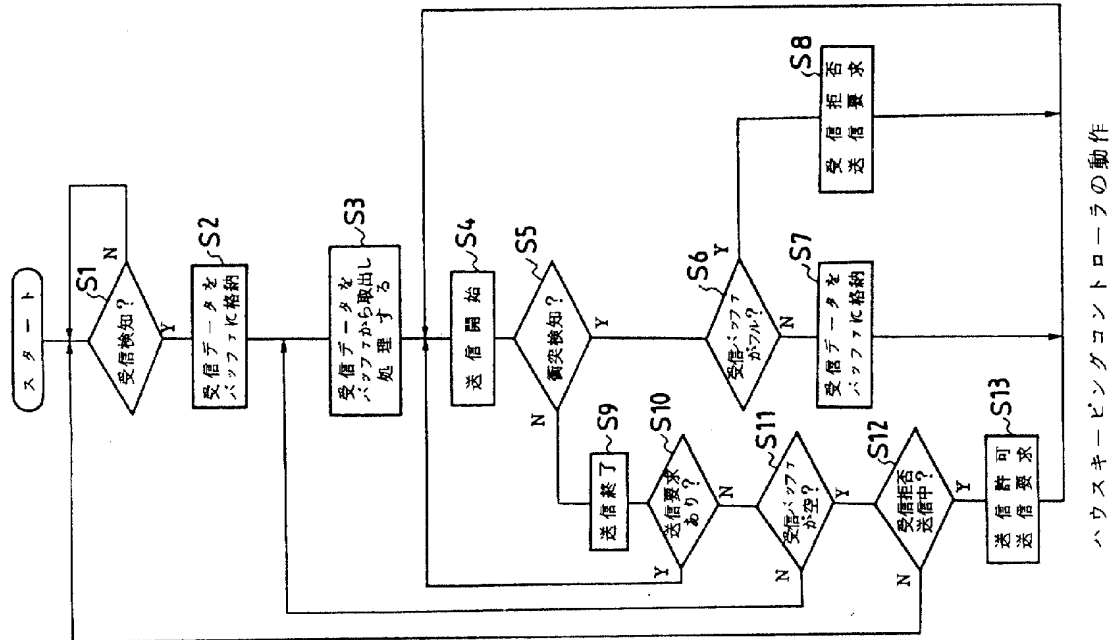 スタート
S1
受信検知?
N
Y
S2
受信データを
バッファに格納
S3
受信データを
バッファから取出し
処理する
S4
送信開始
S5
衝突検知?
N
Y
S6
受信バッファ
がフル?
Y
N
S7
受信データを
バッファに格納
S8
受信拒否
送信要求
S9
送信終了
S10
送信要求
あり?
Y
N
S11
受信バッファ
が空?
N
Y
S12
受信拒否
送信中?
N
Y
S13
送信許可
送信要求
ハウスキーピングコントローラの動作